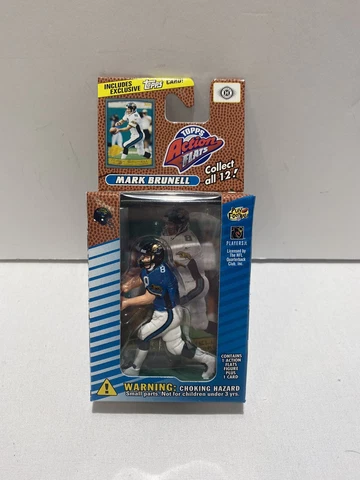 INCLUDES EXCLUSIVE Topps CARD!
TOPPS
Action
FLATS
Collect
all 12!
MARK BRUNELL
PLAYERS
Licensed by
The NFL
Quarterback
Club, Inc.
8
CONTAINS
1 ACTION
FLATS
FIGURE
PLUS
1 CARD
WARNING: CHOKING HAZARD
Small parts. Not for children under 3 yrs.